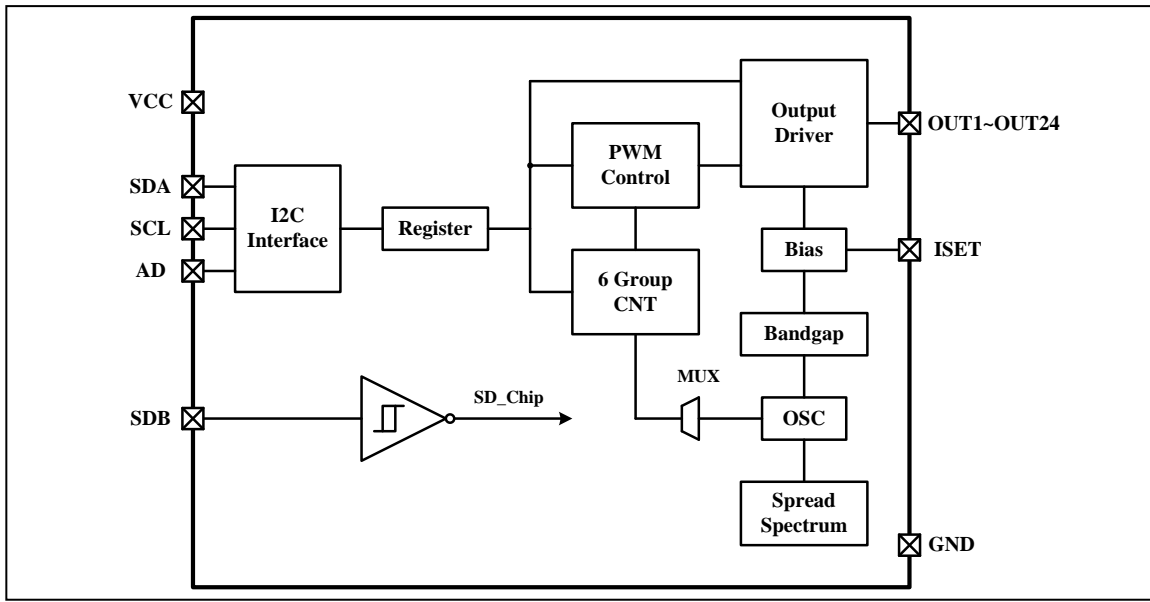 VCC
SDA
SCL
AD
SDB
I2C
Interface
Register
PWM
Control
6 Group
CNT
Output
Driver
OUT1~OUT24
Bias
ISET
Bandgap
MUX
SD_Chip
OSC
Spread
Spectrum
GND